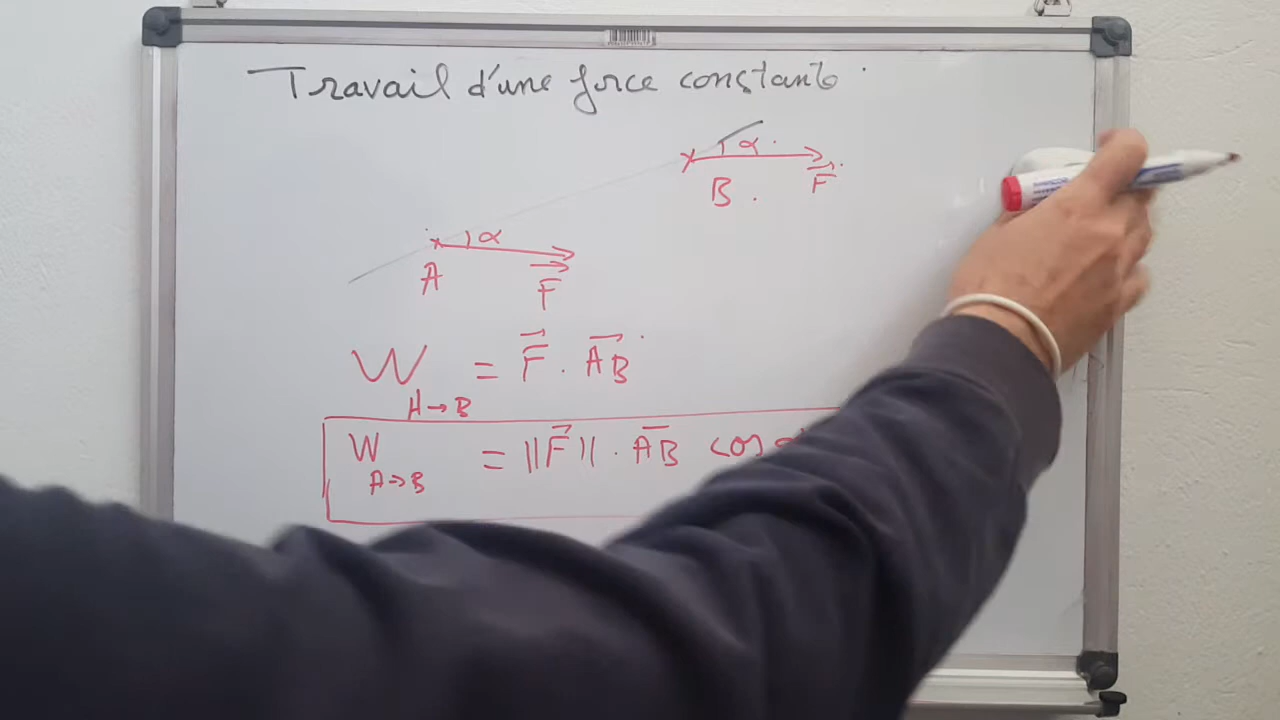 Travail d'une force constante
α
B F
α
A
F
W A→B = F . AB
W A→B = ||F|| . AB cos α